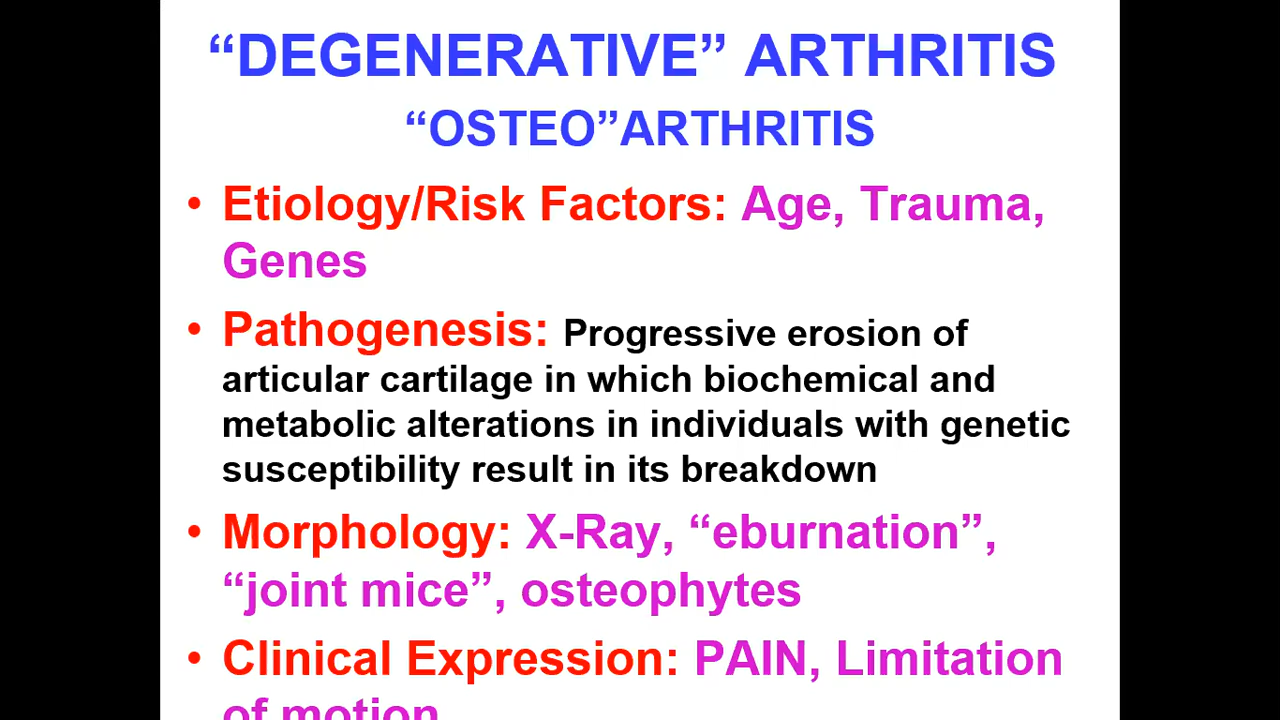 “DEGENERATIVE” ARTHRITIS
“OSTEO”ARTHRITIS
• Etiology/Risk Factors: Age, Trauma,
Genes
• Pathogenesis: Progressive erosion of
articular cartilage in which biochemical and
metabolic alterations in individuals with genetic
susceptibility result in its breakdown
• Morphology: X-Ray, “eburnation”,
“joint mice”, osteophytes
• Clinical Expression: PAIN, Limitation
of motion